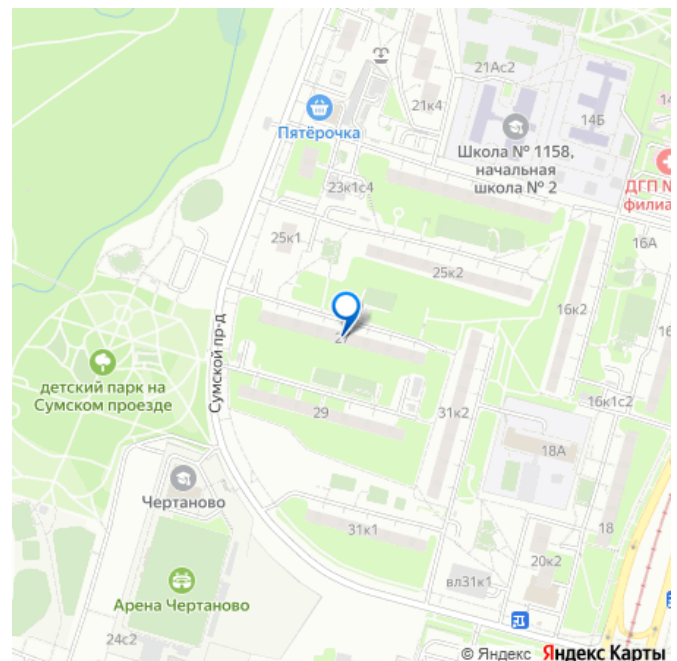 21Ас2
21к4
14Б
14
Пятёрочка
Школа № 1158,
начальная
школа № 2
ДГП №
филиа
23к1с4
25к1
16А
25к2
16к2
16
Сумской пр-д
детский парк на
Сумском проезде
29
31к2
16к1с2
18А
Чертаново
31к1
18
20к2
вл31к1
Арена Чертаново
24с2
© Яндекс Яндекс Карты